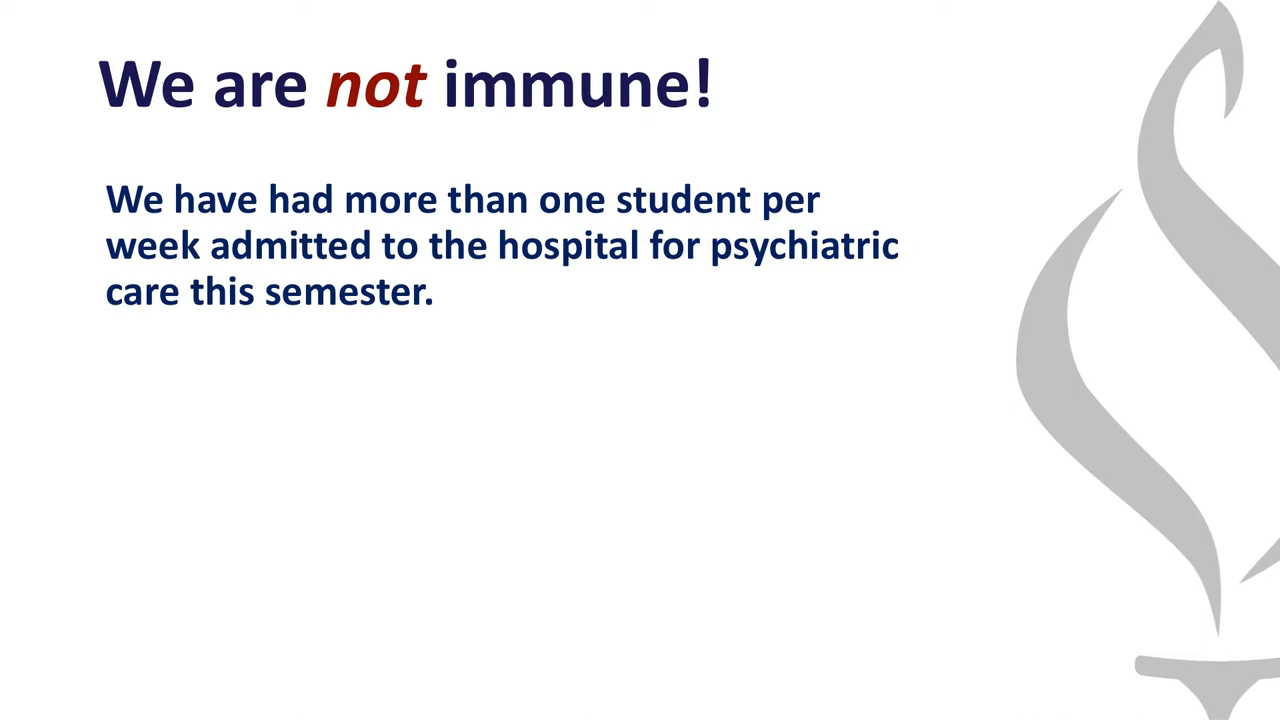 We are not immune!
We have had more than one student per
week admitted to the hospital for psychiatric
care this semester.